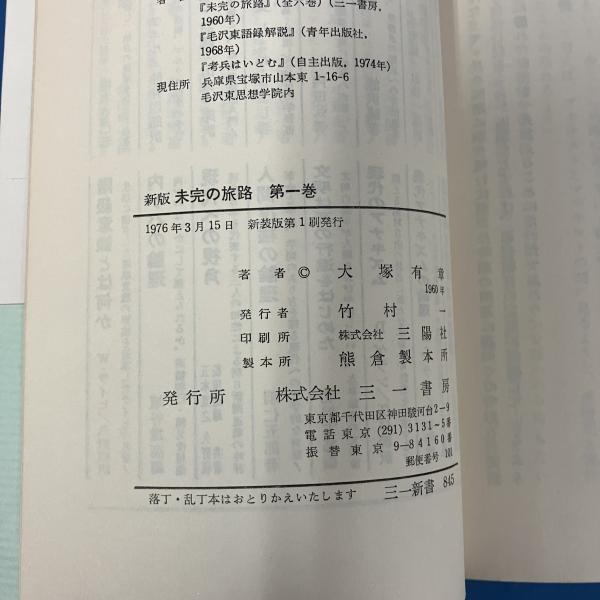 『未完の旅路』(全六巻)(三一書房,
1960年)
『毛沢東語録解説』(青年出版社,
1968年)
『考兵はいどむ』(自主出版, 1974年)
現住所 兵庫県宝塚市山本東 1-16-6
毛沢東思想学院内
新版 未完の旅路 第一巻
1976年3月15日 新装版第1刷発行
著者 © 大塚有章
1960年
発行者 竹村一
印刷所 株式会社 三陽社
製本所 熊倉製本所
発行所 株式会社 三一書房
東京都千代田区神田駿河台2-9
電話東京 (291) 3131~5番
振替東京 9-84160番
郵便番号 101
落丁・乱丁本はおとりかえいたします 三一新書 845